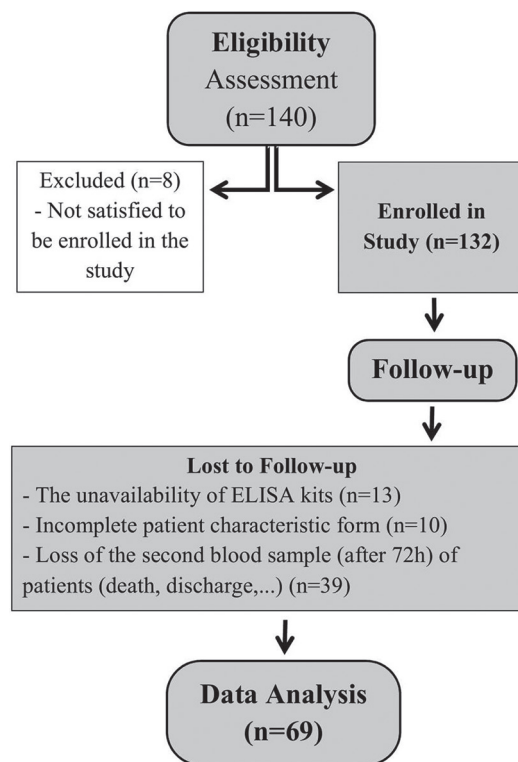 Eligibility
Assessment
(n=140)
Excluded (n=8)
- Not satisfied to
be enrolled in the
study
Enrolled in
Study (n=132)
Follow-up
Lost to Follow-up
- The unavailability of ELISA kits (n=13)
- Incomplete patient characteristic form (n=10)
- Loss of the second blood sample (after 72h) of
patients (death, discharge,...) (n=39)
Data Analysis
(n=69)